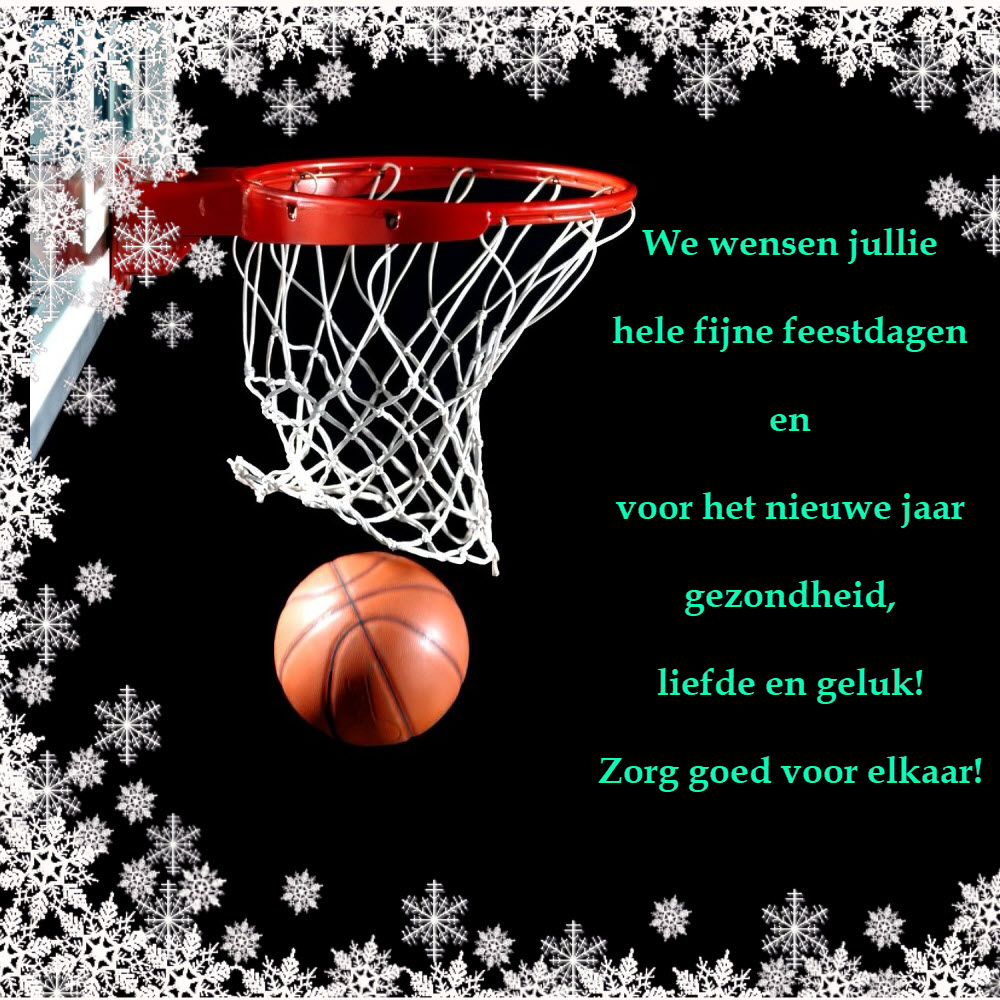 We wensen jullie
hele fijne feestdagen
en
voor het nieuwe jaar
gezondheid,
liefde en geluk!
Zorg goed voor elkaar!